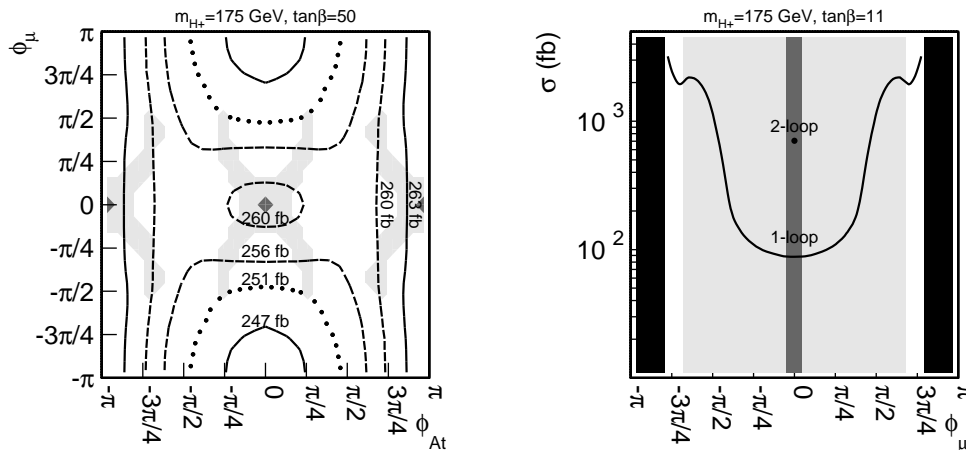 m_H+=175 GeV, tanβ=50
ϕ_μ
π
3π/4
π/2
π/4
0
-π/4
-π/2
-3π/4
-π
260 fb
256 fb
251 fb
247 fb
260 fb
263 fb
-π
-3π/4
-π/2
-π/4
0
π/4
π/2
3π/4
π
ϕ_At
m_H+=175 GeV, tanβ=11
σ (fb)
10^3
10^2
2-loop
1-loop
-π
-3π/4
-π/2
-π/4
0
π/4
π/2
3π/4
π
ϕ_μ